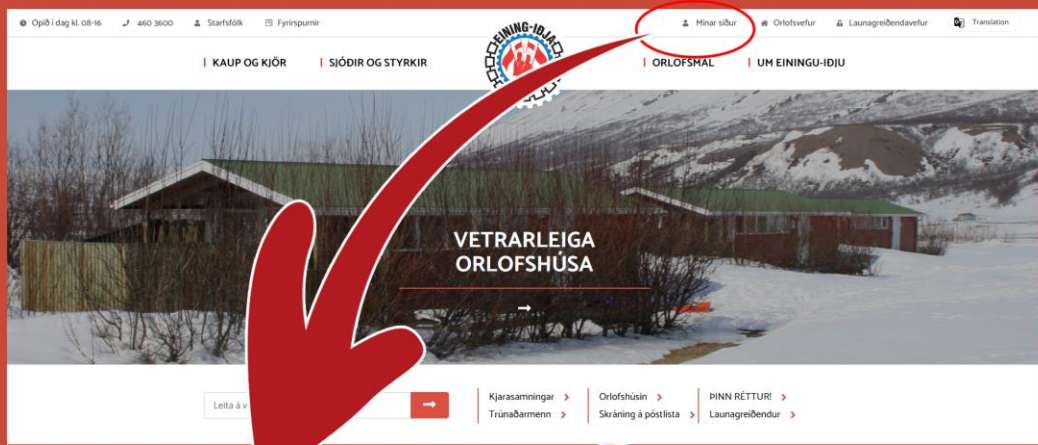 Opið í dag kl. 08-16
460 3600
Starfsfólk
Fyrirspurnir
Mínar síður
Orlofsvefur
Launagreiðendavefur
Translation
EINING-IÐJA
KAUP OG KJÖR
SJÓÐIR OG STYRKIR
ORLOFSMÁL
UM EININGU-IÐJU
VETRARLEIGA
ORLOFSHÚSA
Leita á v
Kjarasamningar
Trúnaðarmenn
Orlofshúsin
Skráning á póstlista
ÞINN RÉTTUR!
Launagreiðendur